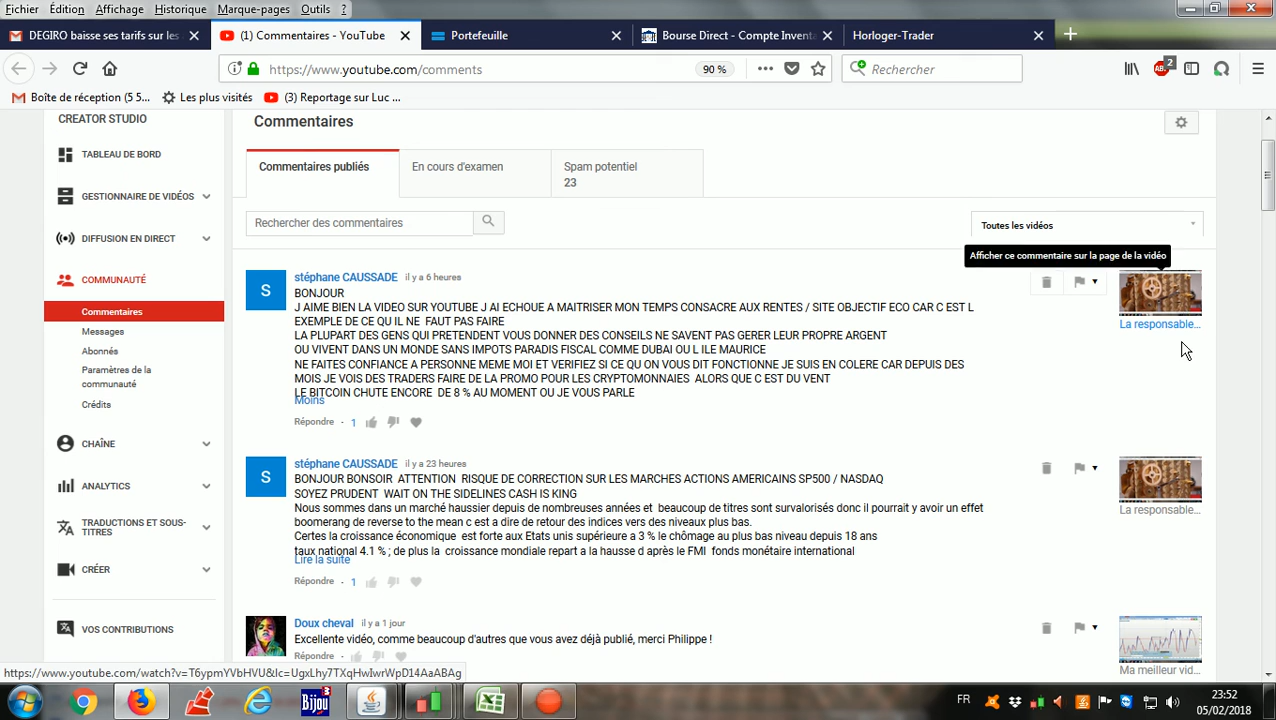 Fichier Édition Affichage Historique Marque-pages Outils ?
DEGIRO baisse ses tarifs sur les
(1) Commentaires - YouTube
Portefeuille
Bourse Direct - Compte Inventa
Horloger-Trader
https://www.youtube.com/comments
90 %
Rechercher
ABP
2
Boîte de réception (5 5...
Les plus visités
(3) Reportage sur Luc ...
CREATOR STUDIO
TABLEAU DE BORD
GESTIONNAIRE DE VIDÉOS
DIFFUSION EN DIRECT
COMMUNAUTÉ
Commentaires
Messages
Abonnés
Paramètres de la
communauté
Crédits
CHAÎNE
ANALYTICS
TRADUCTIONS ET SOUS-
TITRES
CRÉER
VOS CONTRIBUTIONS
Commentaires
Commentaires publiés
En cours d'examen
Spam potentiel
23
Rechercher des commentaires
Toutes les vidéos
Afficher ce commentaire sur la page de la vidéo
S
stéphane CAUSSADE il y a 6 heures
BONJOUR
J AIME BIEN LA VIDEO SUR YOUTUBE J AI ECHOUE A MAITRISER MON TEMPS CONSACRE AUX RENTES / SITE OBJECTIF ECO CAR C EST L
EXEMPLE DE CE QU IL NE FAUT PAS FAIRE
LA PLUPART DES GENS QUI PRETENDENT VOUS DONNER DES CONSEILS NE SAVENT PAS GERER LEUR PROPRE ARGENT
OU VIVENT DANS UN MONDE SANS IMPOTS PARADIS FISCAL COMME DUBAI OU L ILE MAURICE
NE FAITES CONFIANCE A PERSONNE MEME MOI ET VERIFIEZ SI CE QU ON VOUS DIT FONCTIONNE JE SUIS EN COLERE CAR DEPUIS DES
MOIS JE VOIS DES TRADERS FAIRE DE LA PROMO POUR LES CRYPTOMONNAIES ALORS QUE C EST DU VENT
LE BITCOIN CHUTE ENCORE DE 8 % AU MOMENT OU JE VOUS PARLE
Moins
Répondre · 1
La responsable...
S
stéphane CAUSSADE il y a 23 heures
BONJOUR BONSOIR ATTENTION RISQUE DE CORRECTION SUR LES MARCHES ACTIONS AMERICAINS SP500 / NASDAQ
SOYEZ PRUDENT WAIT ON THE SIDELINES CASH IS KING
Nous sommes dans un marché haussier depuis de nombreuses années et beaucoup de titres sont survalorisés donc il pourrait y avoir un effet
boomerang de reverse to the mean c est a dire de retour des indices vers des niveaux plus bas.
Certes la croissance économique est forte aux Etats unis supérieure a 3 % le chômage au plus bas niveau depuis 18 ans
taux national 4.1 % ; de plus la croissance mondiale repart a la hausse d après le FMI fonds monétaire international
Lire la suite
Répondre · 1
La responsable...
Doux cheval il y a 1 jour
Excellente vidéo, comme beaucoup d'autres que vous avez déjà publié, merci Philippe !
Répondre ·
Ma meilleur vid...
https://www.youtube.com/watch?v=T6ypmYVbHVU&lc=UgxLhy7TXqHwIwrWpD14AaABAg
Bijou
3
FR
23:52
05/02/2018